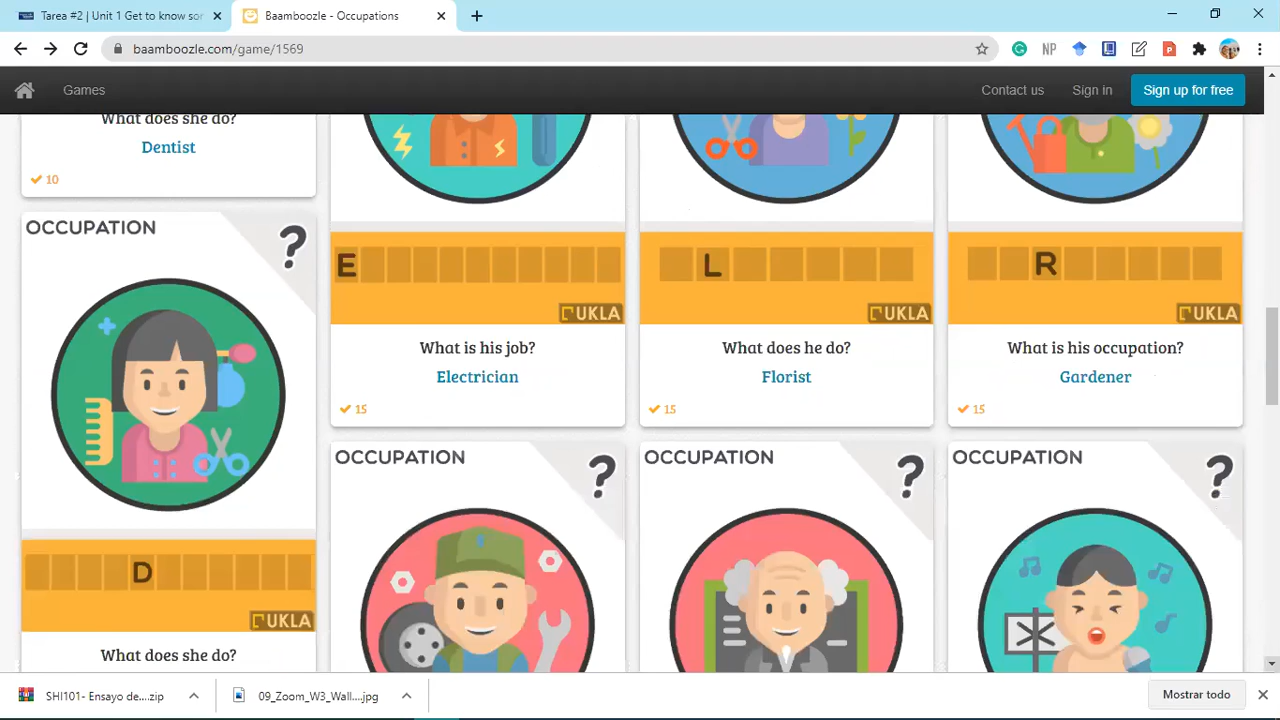 Tarea #2 | Unit 1 Get to know sor
Baamboozle - Occupations
baamboozle.com/game/1569
NP
Games
Contact us
Sign in
Sign up for free
What does she do?
Dentist
10
OCCUPATION
?
D
UKLA
What does she do?
E
UKLA
What is his job?
Electrician
15
L
UKLA
What does he do?
Florist
15
R
UKLA
What is his occupation?
Gardener
15
OCCUPATION
?
OCCUPATION
?
OCCUPATION
?
SHI101- Ensayo de....zip
09_Zoom_W3_Wall....jpg
Mostrar todo